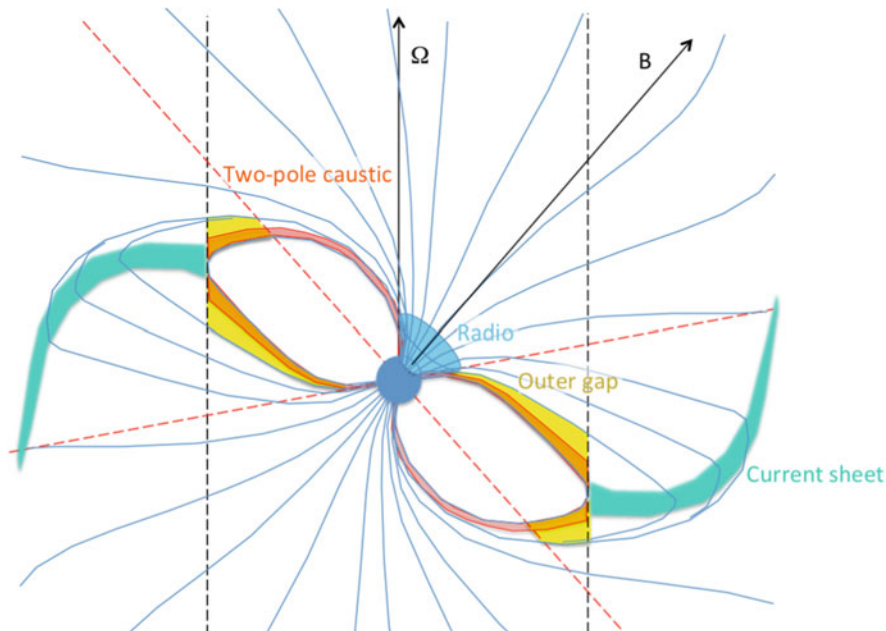 Ω
B
Two-pole caustic
Radio
Outer gap
Current sheet